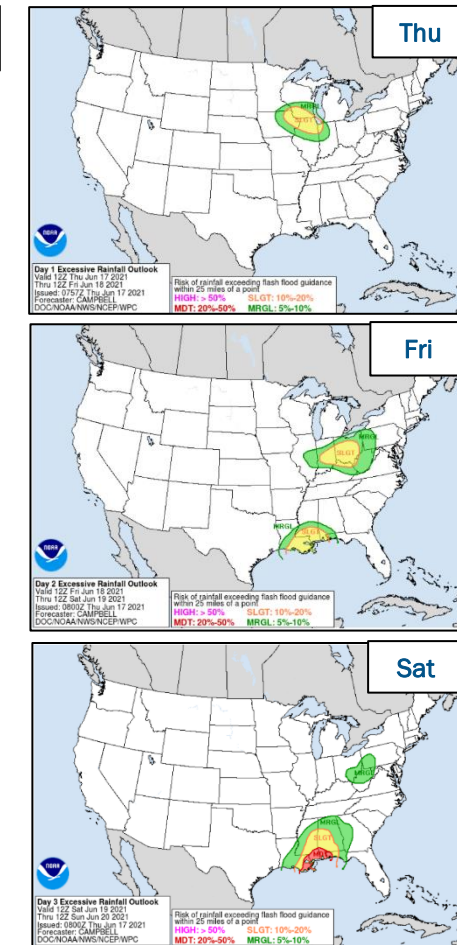 Thu
MRGL
SLGT
NOAA
Day 1 Excessive Rainfall Outlook
Valid 12Z Thu Jun 17 2021
Thru 12Z Fri Jun 18 2021
Issued: 0757Z Thu Jun 17 2021
Forecaster: CAMPBELL
DOC/NOAA/NWS/NCEP/WPC
Risk of rainfall exceeding flash flood guidance
within 25 miles of a point
HIGH: > 50% SLGT: 10%-20%
MDT: 20%-50% MRGL: 5%-10%
Fri
MRGL
SLGT
MRGL
SLGT
NOAA
Day 2 Excessive Rainfall Outlook
Valid 12Z Fri Jun 18 2021
Thru 12Z Sat Jun 19 2021
Issued: 0800Z Thu Jun 17 2021
Forecaster: CAMPBELL
DOC/NOAA/NWS/NCEP/WPC
Risk of rainfall exceeding flash flood guidance
within 25 miles of a point
HIGH: > 50% SLGT: 10%-20%
MDT: 20%-50% MRGL: 5%-10%
Sat
MRGL
MRGL
SLGT
MDT
NOAA
Day 3 Excessive Rainfall Outlook
Valid 12Z Sat Jun 19 2021
Thru 12Z Sun Jun 20 2021
Issued: 0800Z Thu Jun 17 2021
Forecaster: CAMPBELL
DOC/NOAA/NWS/NCEP/WPC
Risk of rainfall exceeding flash flood guidance
within 25 miles of a point
HIGH: > 50% SLGT: 10%-20%
MDT: 20%-50% MRGL: 5%-10%